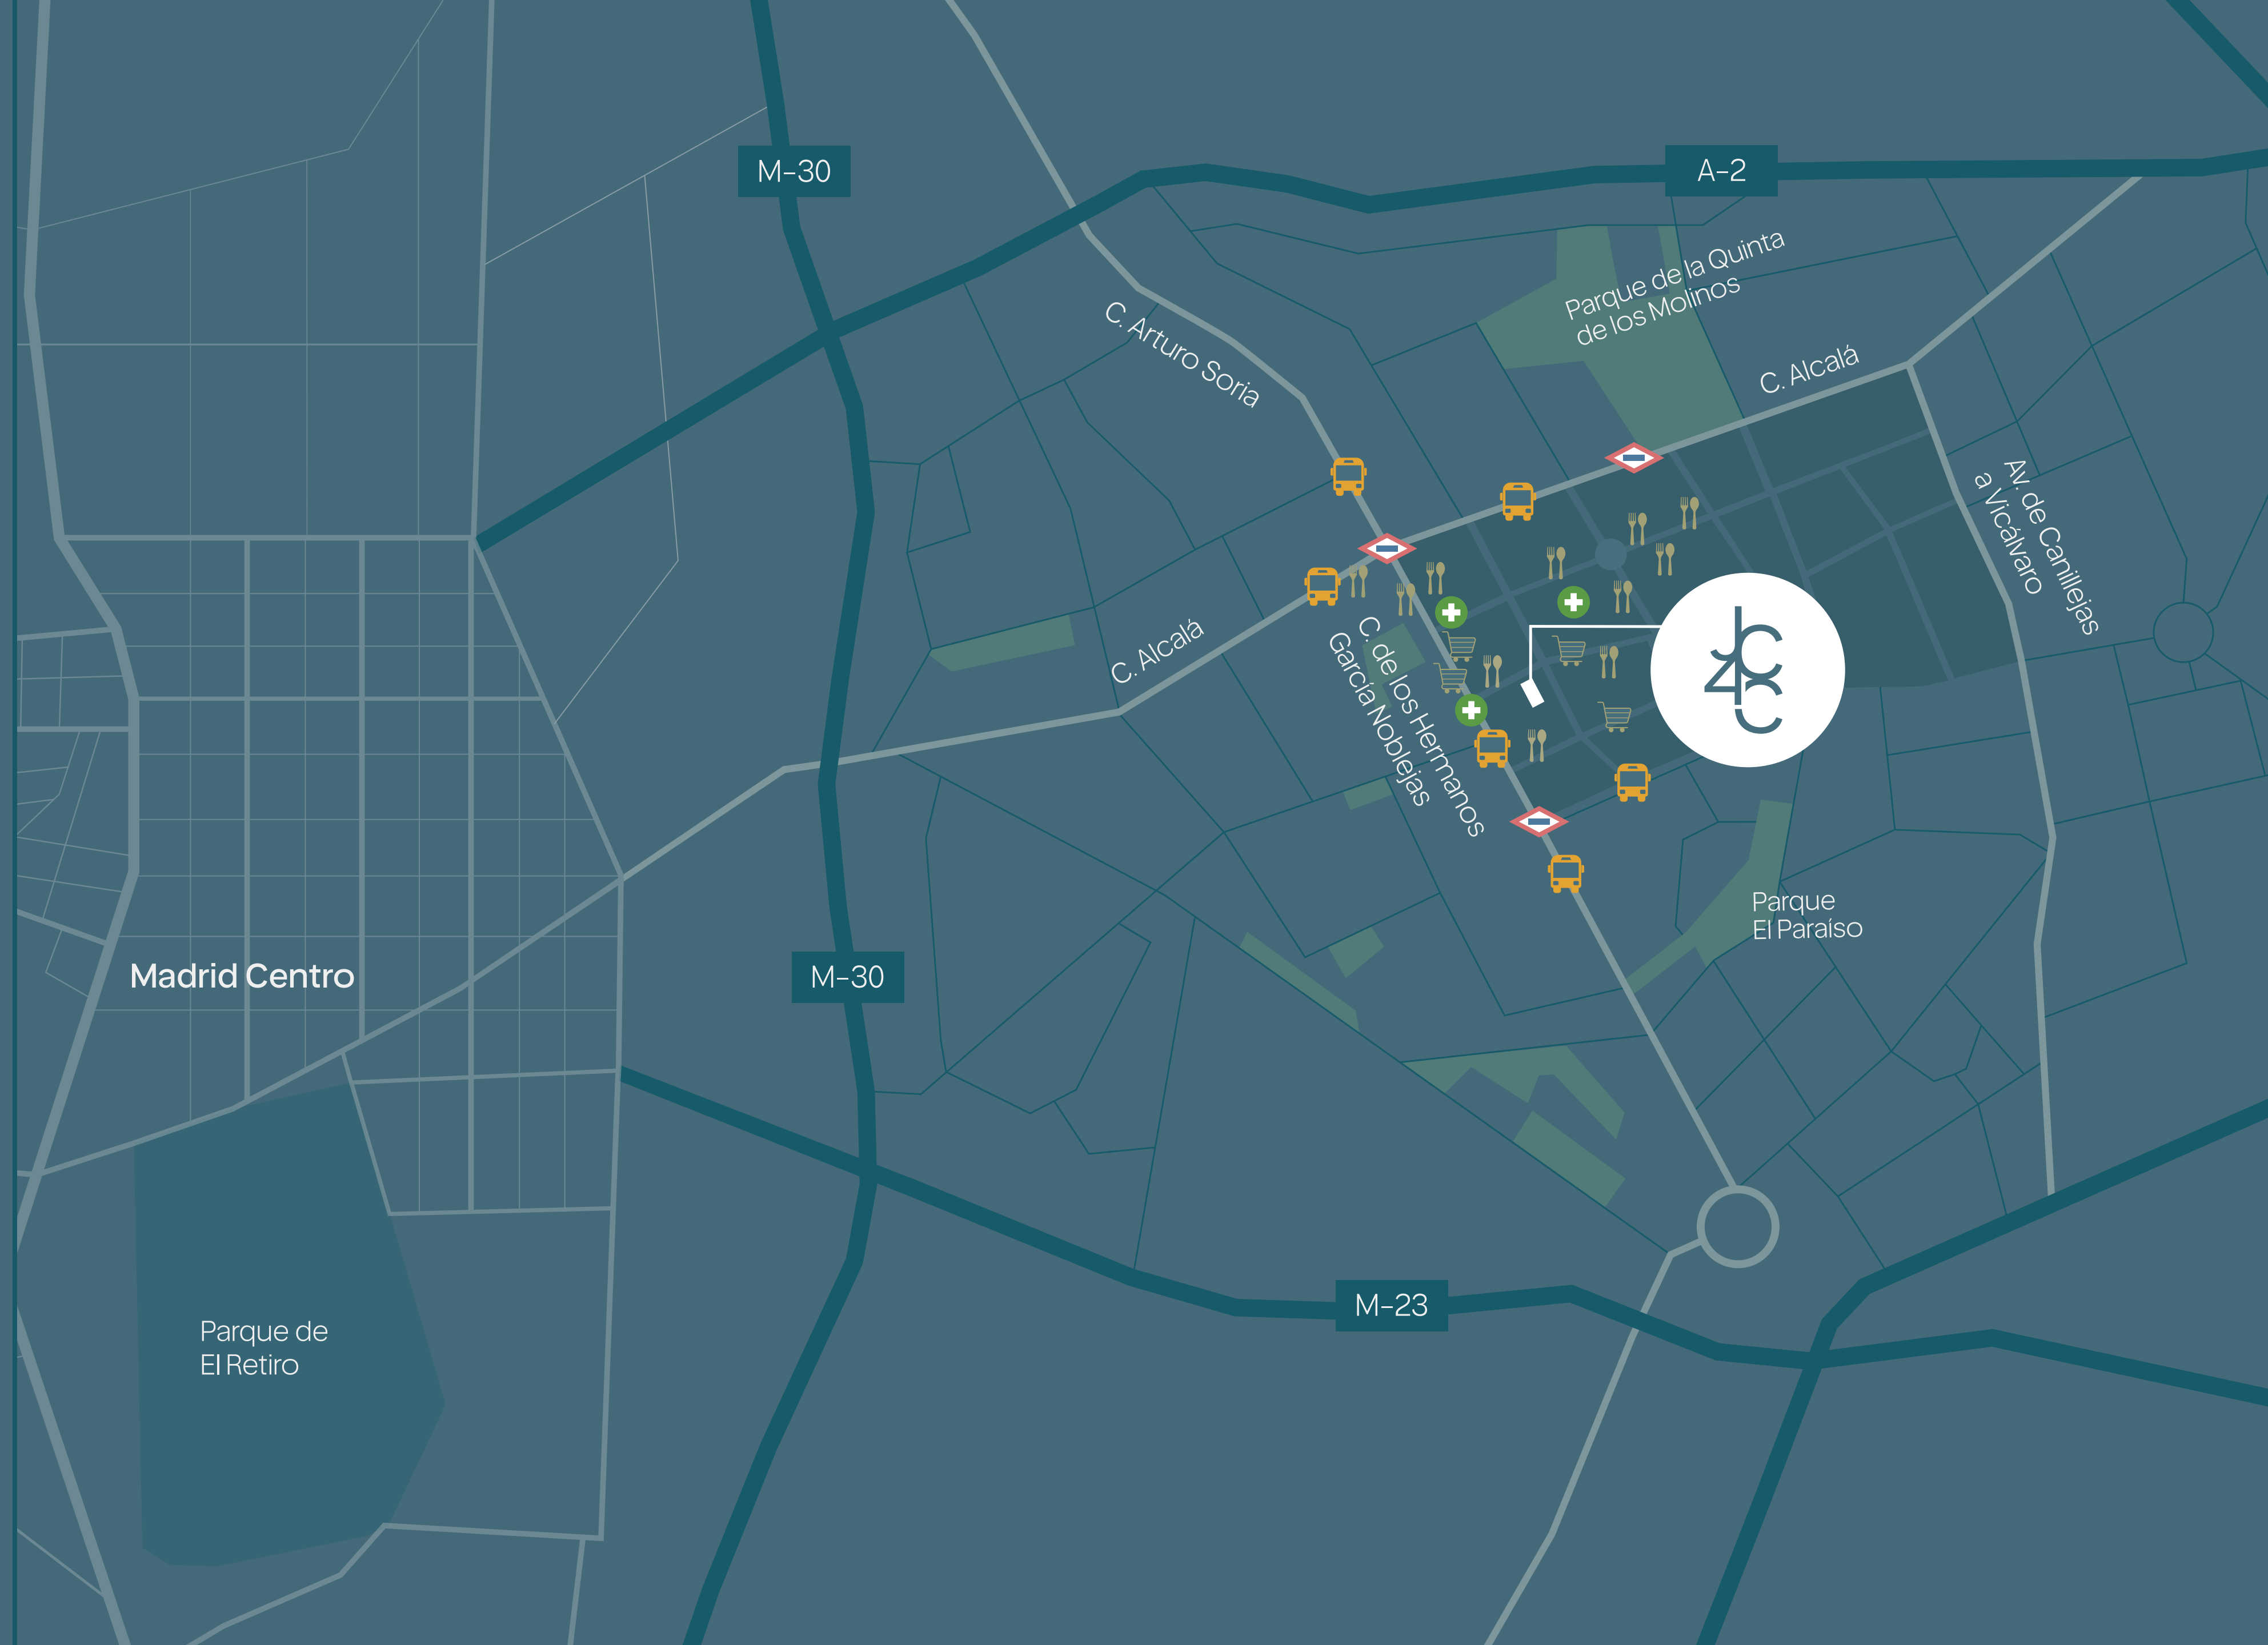 M-30
A-2
Parque de la Quinta
de los Molinos
C. Arturo Soria
C. Alcalá
Av. de Canillejas
a Vicálvaro
C. Alcalá
C. de los Hermanos
García Noblejas
Parque
El Paraíso
Madrid Centro
M-30
M-23
Parque de
El Retiro